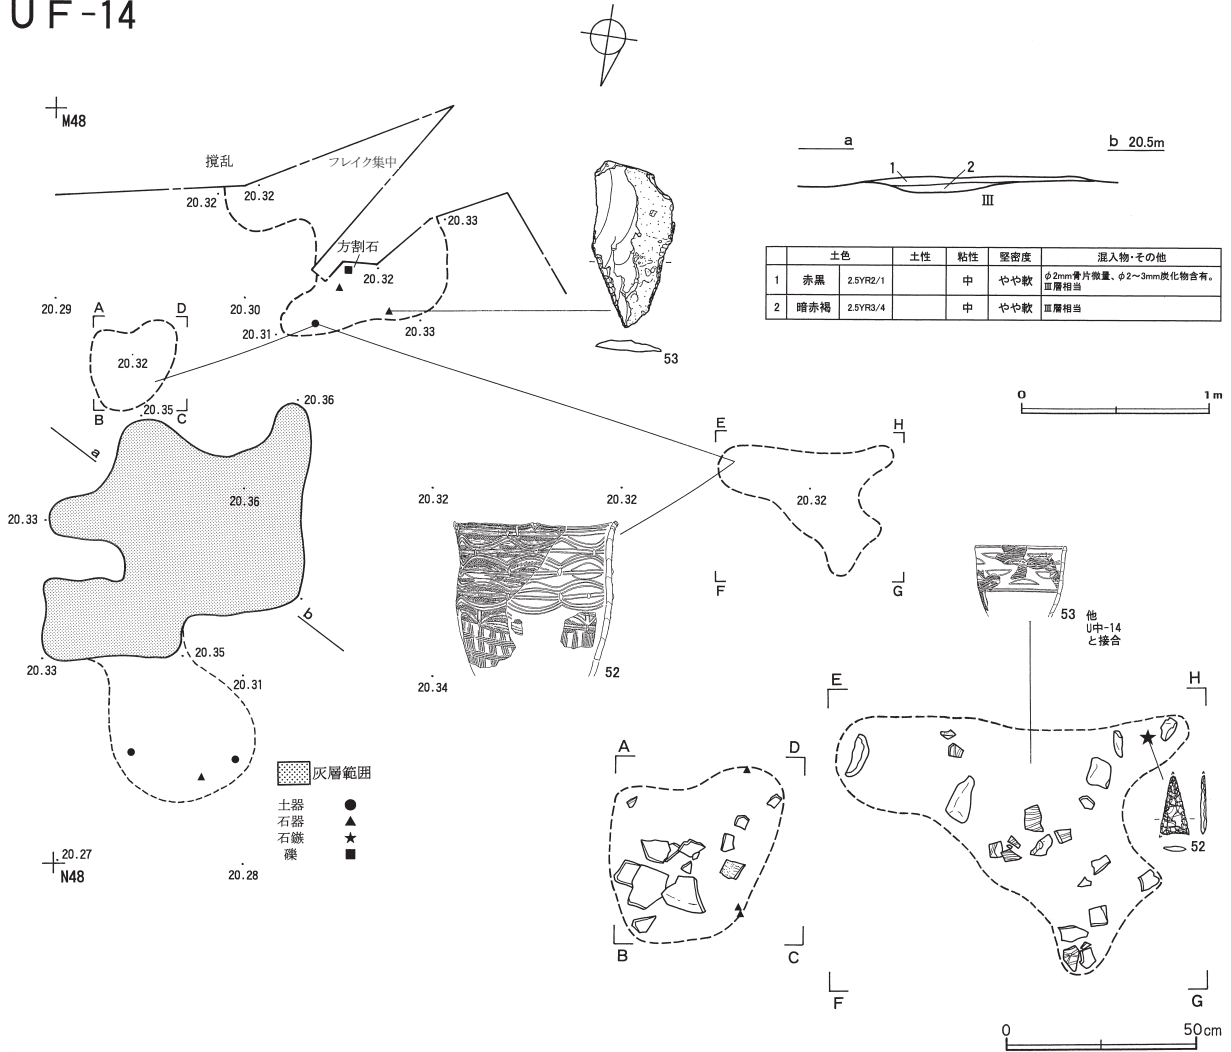 UF-14
M48
撹乱
フレイク集中
20.32
20.32
方割石
20.33
20.32
20.29
20.30
20.31
20.33
A
D
20.32
B
C
20.35
20.36
a
20.36
20.33
b
20.33
20.35
20.31
53
a
b 20.5m
1
2
Ⅲ
土色 土性 粘性 堅密度 混入物・その他
1 赤黒 2.5YR2/1 中 やや軟 φ2mm骨片微量、φ2～3mm炭化物含有。
Ⅲ層相当
2 暗赤褐 2.5YR3/4 中 やや軟 Ⅲ層相当
0 1m
E
H
20.32
20.32
20.32
F
G
52
20.34
53 他
U中-14
と接合
灰層範囲
土器 ●
石器 ▲
石鏃 ★
礫 ■
20.27
N48
20.28
A
D
B
C
E
H
52
F
G
0 50cm